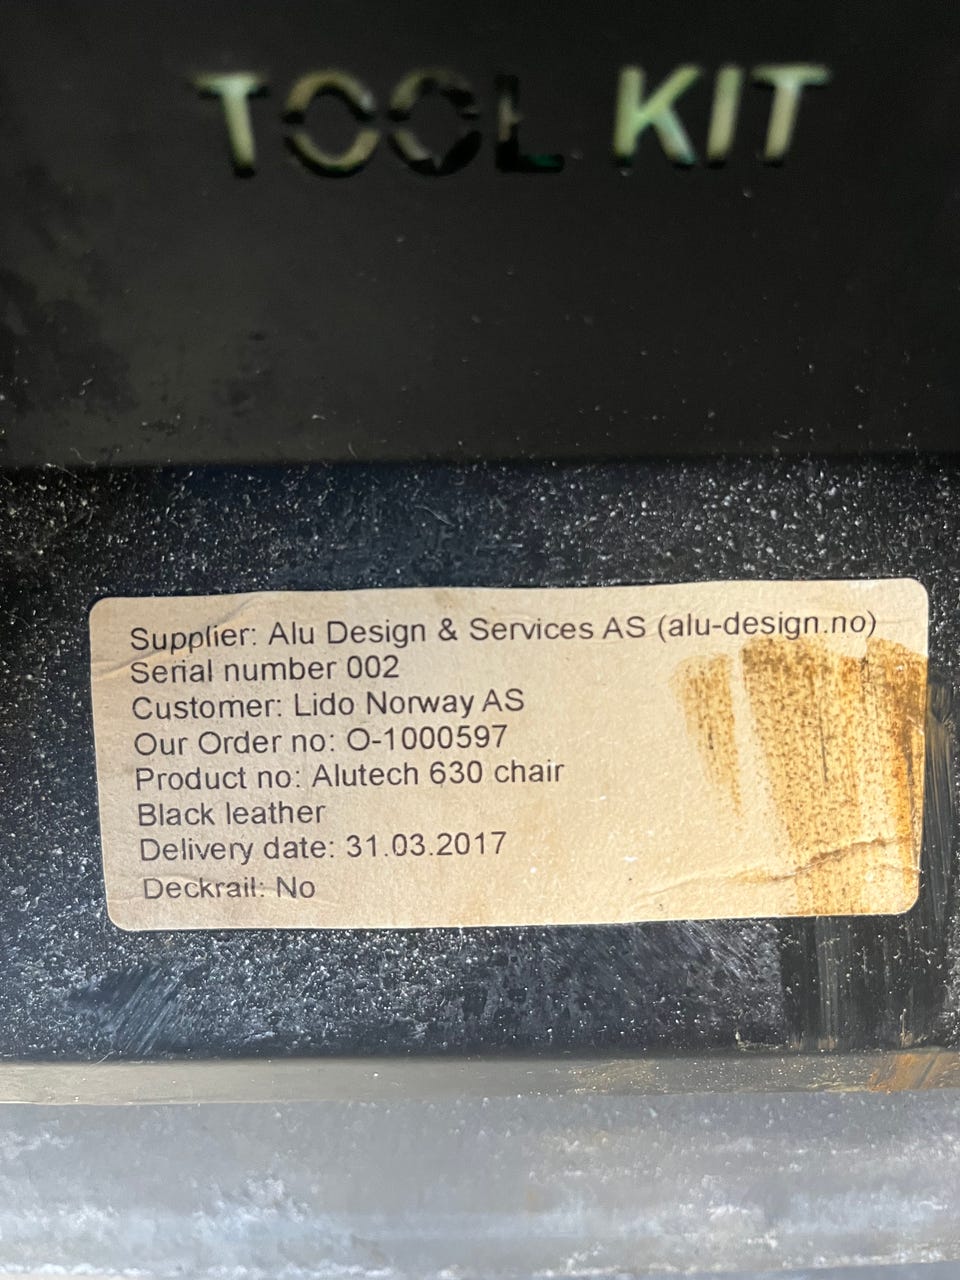 TOOL KIT
Supplier: Alu Design & Services AS (alu-design.no)
Serial number 002
Customer: Lido Norway AS
Our Order no: O-1000597
Product no: Alutech 630 chair
Black leather
Delivery date: 31.03.2017
Deckrail: No